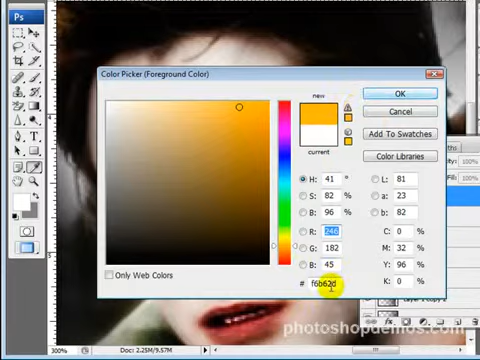 Ps
Color Picker (Foreground Color)
new
current
OK
Cancel
Add To Swatches
Color Libraries
H: 41 °
S: 82 %
B: 96 %
R: 246
G: 182
B: 45
L: 81
a: 23
b: 82
C: 0 %
M: 32 %
Y: 96 %
K: 0 %
# f6b62d
Only Web Colors
100%
100%
photoshopdemos.com
300%
Doc: 2.25M/9.57M